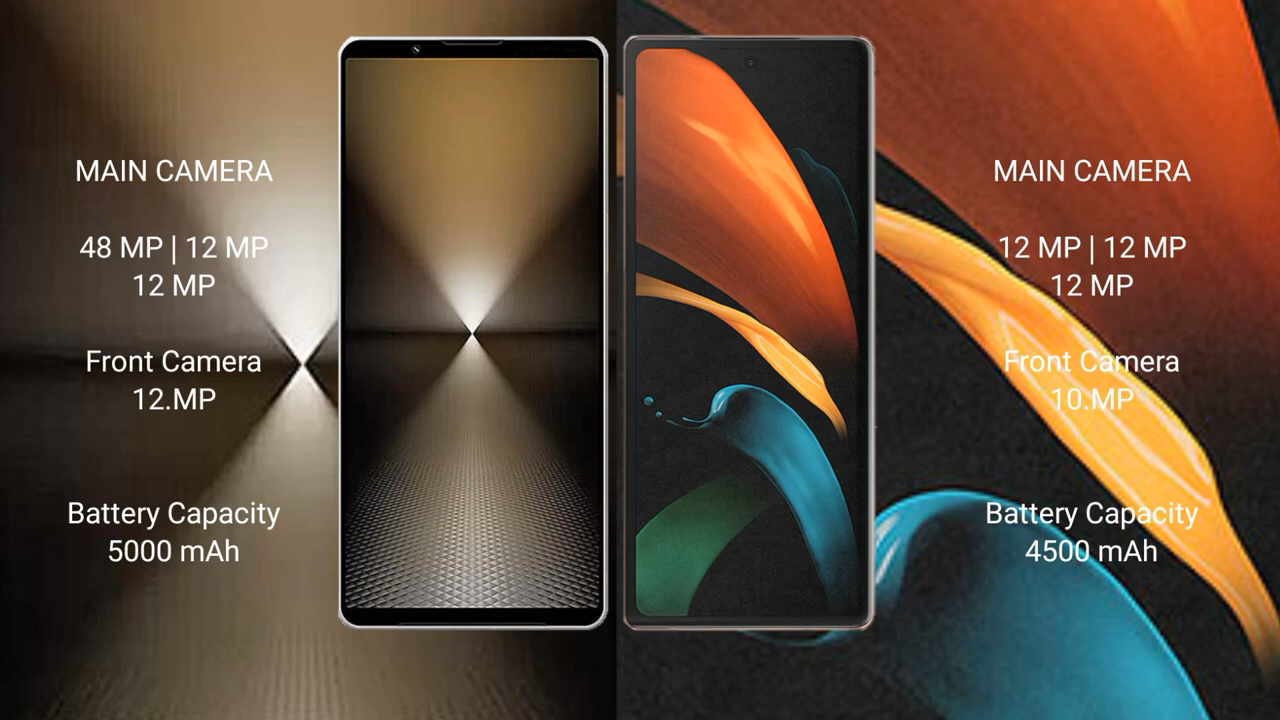 MAIN CAMERA
48 MP | 12 MP
12 MP
Front Camera
12.MP
Battery Capacity
5000 mAh
MAIN CAMERA
12 MP | 12 MP
12 MP
Front Camera
10.MP
Battery Capacity
4500 mAh